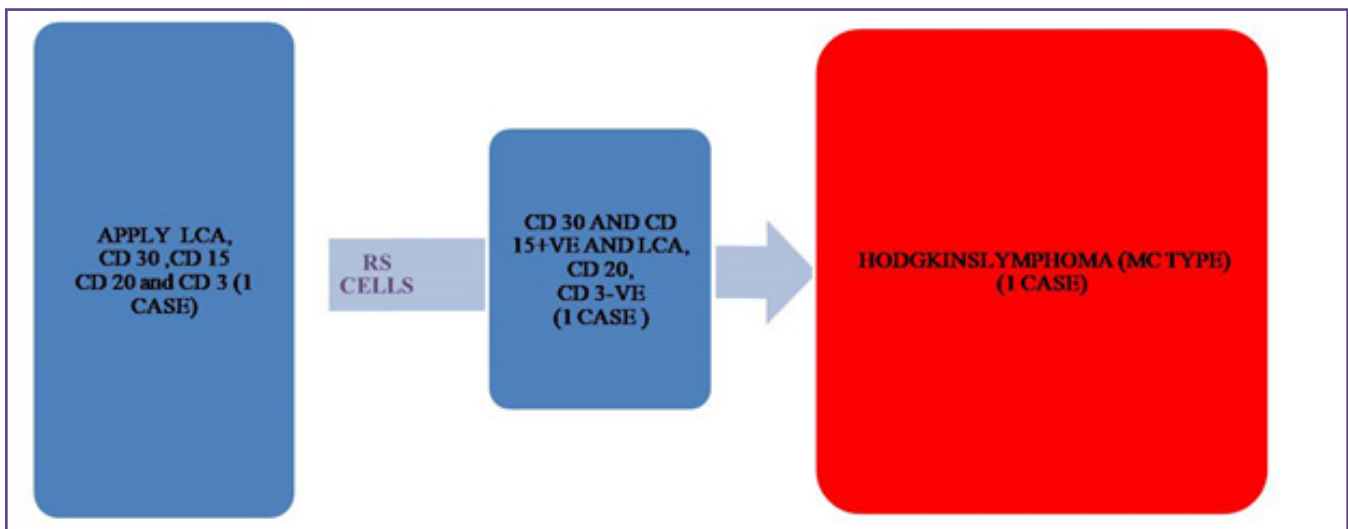 APPLY LCA,
CD 30 ,CD 15
CD 20 and CD 3 (1
CASE)
RS
CELLS
CD 30 AND CD
15+VE AND LCA,
CD 20,
CD 3-VE
(1 CASE )
HODGKINSLYMPHOMA (MC TYPE)
(1 CASE)